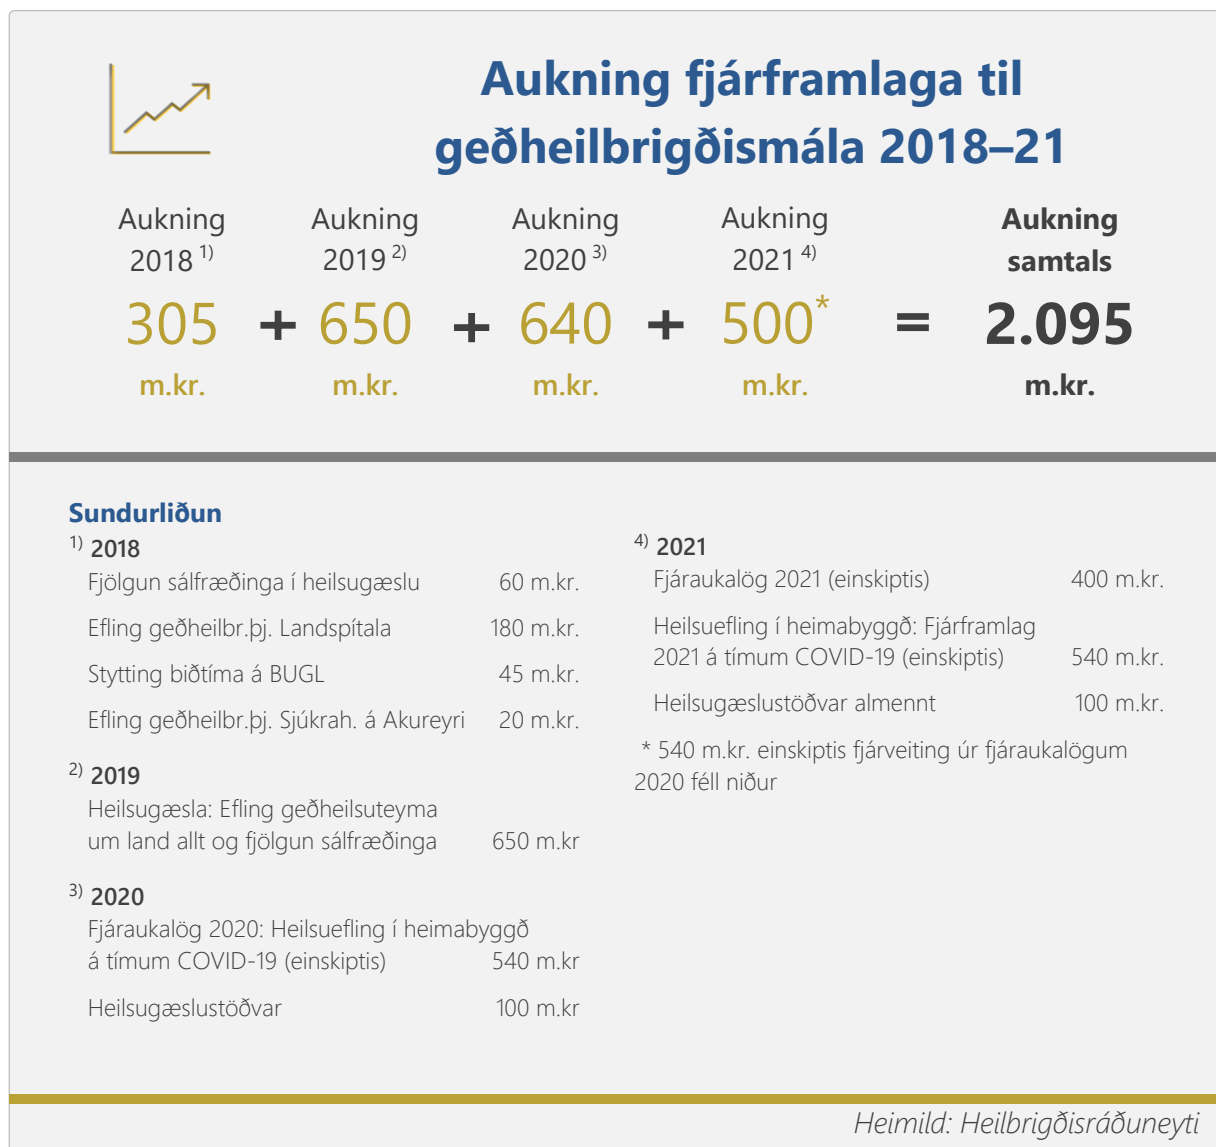 Aukning fjárframlaga til
geðheilbrigðismála 2018–21
Aukning
2018 1)
305
m.kr.
+
Aukning
2019 2)
650
m.kr.
+
Aukning
2020 3)
640
m.kr.
+
Aukning
2021 4)
500*
m.kr.
=
Aukning
samtals
2.095
m.kr.
Sundurliðun
1) 2018
Fjölgun sálfræðinga í heilsugæslu 60 m.kr.
Efling geðheilbr.þj. Landspítala 180 m.kr.
Stytting biðtíma á BUGL 45 m.kr.
Efling geðheilbr.þj. Sjúkrah. á Akureyri 20 m.kr.
2) 2019
Heilsugæsla: Efling geðheilsuteyma
um land allt og fjölgun sálfræðinga 650 m.kr
3) 2020
Fjáraukalög 2020: Heilsuefling í heimabyggð
á tímum COVID-19 (einskiptis) 540 m.kr
Heilsugæslustöðvar 100 m.kr
4) 2021
Fjáraukalög 2021 (einskiptis) 400 m.kr.
Heilsuefling í heimabyggð: Fjárframlag
2021 á tímum COVID-19 (einskiptis) 540 m.kr.
Heilsugæslustöðvar almennt 100 m.kr.
* 540 m.kr. einskiptis fjárveiting úr fjáraukalögum
2020 féll niður
Heimild: Heilbrigðisráðuneyti